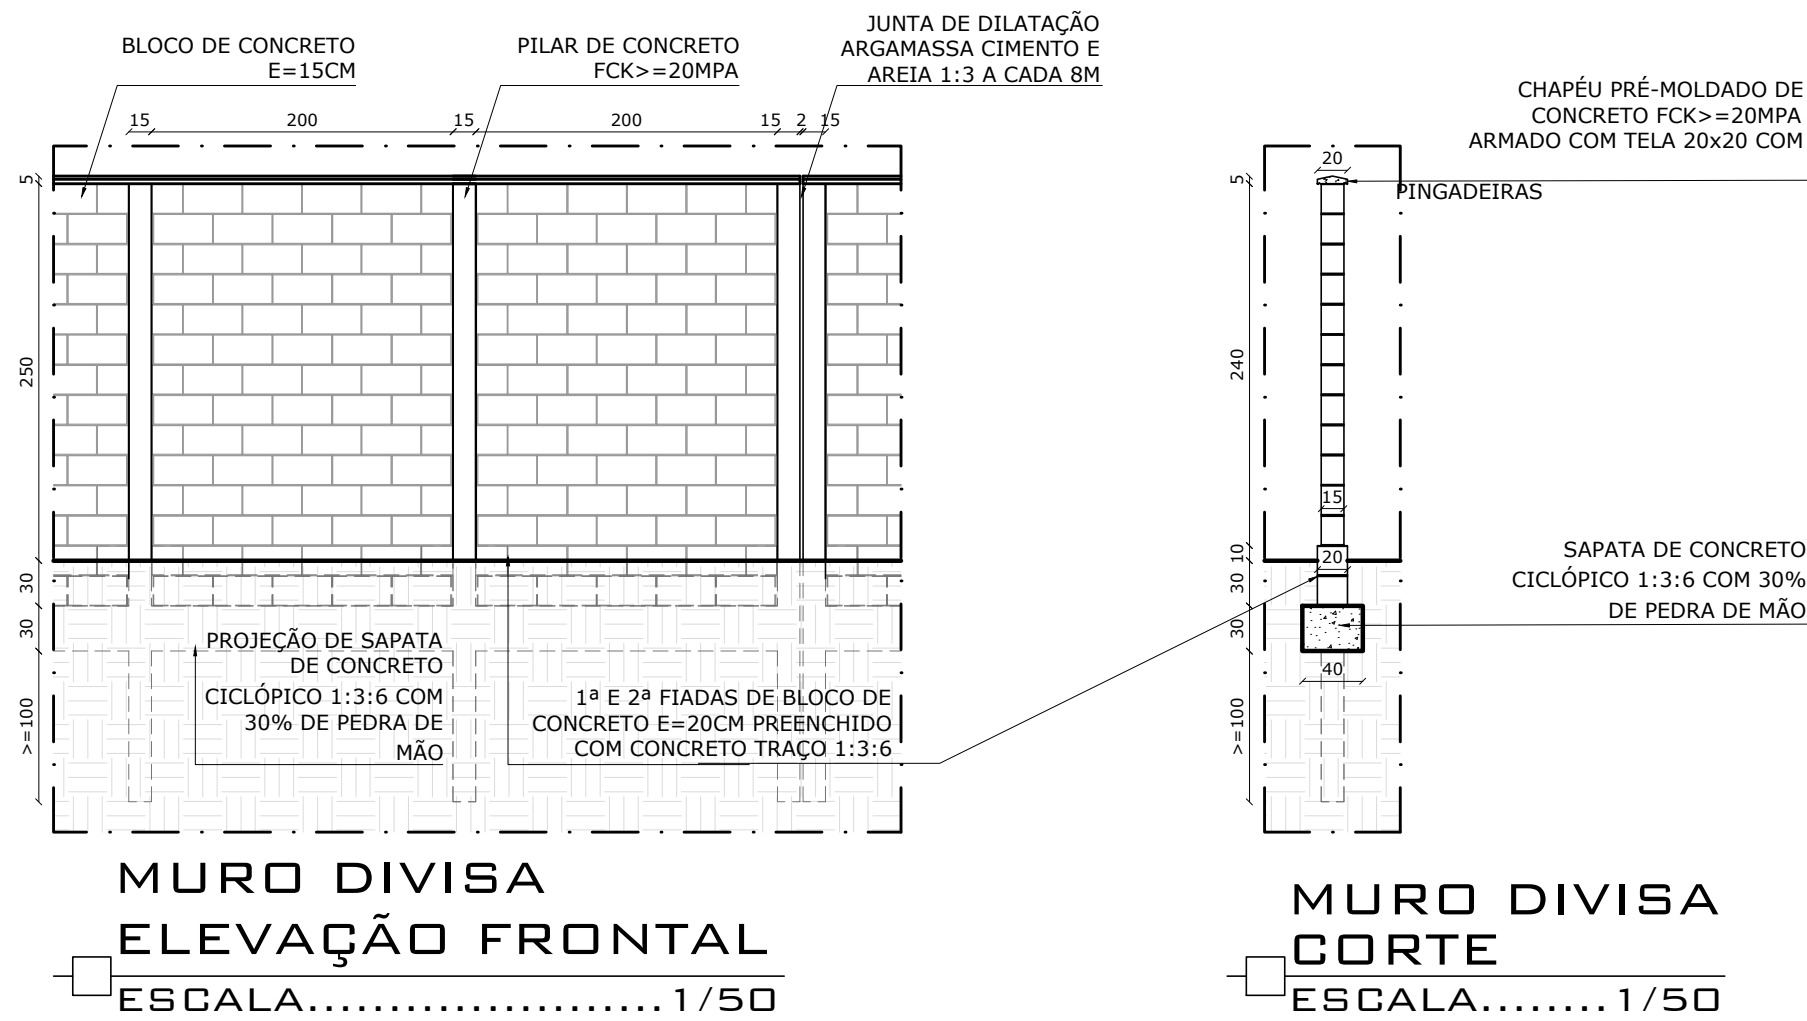 BLOCO DE CONCRETO
E=15CM
PILAR DE CONCRETO
FCK>=20MPA
JUNTA DE DILATAÇÃO
ARGAMASSA CIMENTO E
AREIA 1:3 A CADA 8M
15 200 15 200 15 2 15
5
250
30
30
>=100
PROJEÇÃO DE SAPATA
DE CONCRETO
CICLÓPICO 1:3:6 COM
30% DE PEDRA DE
MÃO
1ª E 2ª FIADAS DE BLOCO DE
CONCRETO E=20CM PREENCHIDO
COM CONCRETO TRAÇO 1:3:6
MURO DIVISA
ELEVAÇÃO FRONTAL
ESCALA......................1/50
CHAPÉU PRÉ-MOLDADO DE
CONCRETO FCK>=20MPA
ARMADO COM TELA 20x20 COM
PINGADEIRAS
20
5
240
15
10
20
30
30
40
>=100
SAPATA DE CONCRETO
CICLÓPICO 1:3:6 COM 30%
DE PEDRA DE MÃO
MURO DIVISA
CORTE
ESCALA........1/50